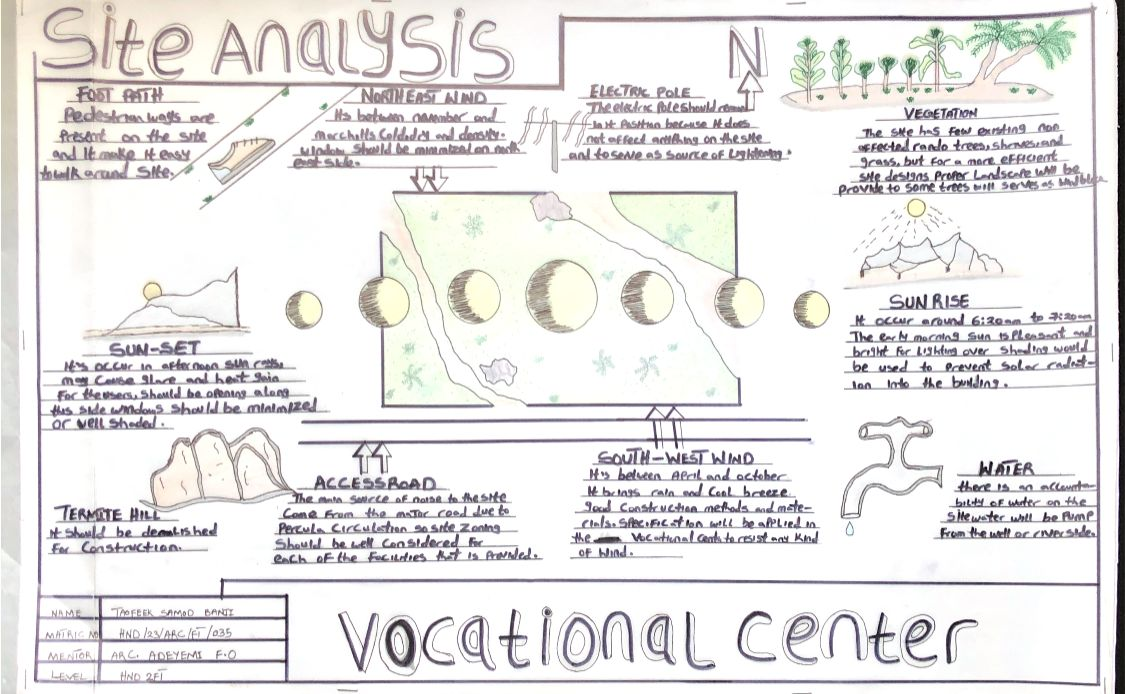 Site Analysis
N
FOOT PATH
Pedestrian ways are
Present on the site
and it make it easy
to walk around site.
NORTH EAST WIND
Its between november and
march its cold dry and density.
window should be minimized on north
east side.
ELECTRIC POLE
The electric pole should
in it position because it does
not affect anything on the site
and to serve as source of lightening.
VEGETATION
The site has few existing non
affected rando trees, shrubs, and
grass, but for a more efficient
site designs proper landscape will be
provide to some trees will serves as
SUN RISE
It occur around 6:20am to 7:20am
The early morning sun is pleasant and
bright for lighting over shading would
be used to prevent solar radiat-
ion into the building.
SUN-SET
It's occur in afternoon sun rays,
may cause glare and heat gain
for the users, should be opening along
this side windows should be minimized
or well shaded.
TERMITE HILL
it should be demolished
for construction.
ACCESS ROAD
The main source of noise to the site
come from the major road due to
circulation so site zoning
should be well considered for
each of the facilities that is provided.
SOUTH-WEST WIND
It's between April and october
It brings rain and cool breeze
good construction methods and mate-
rials. specification will be applied in
the vocational cents to resist any kind
of wind.
WATER
there is an
bility of water on the
site water will be pump
from the well or river side.
NAME TAOFEEK SAMOD BANJI
MATRIC NO HND/23/ARC/FT/035
MENTOR ARC. ADEYEMI F.O
LEVEL HND 2FT
Vocational center